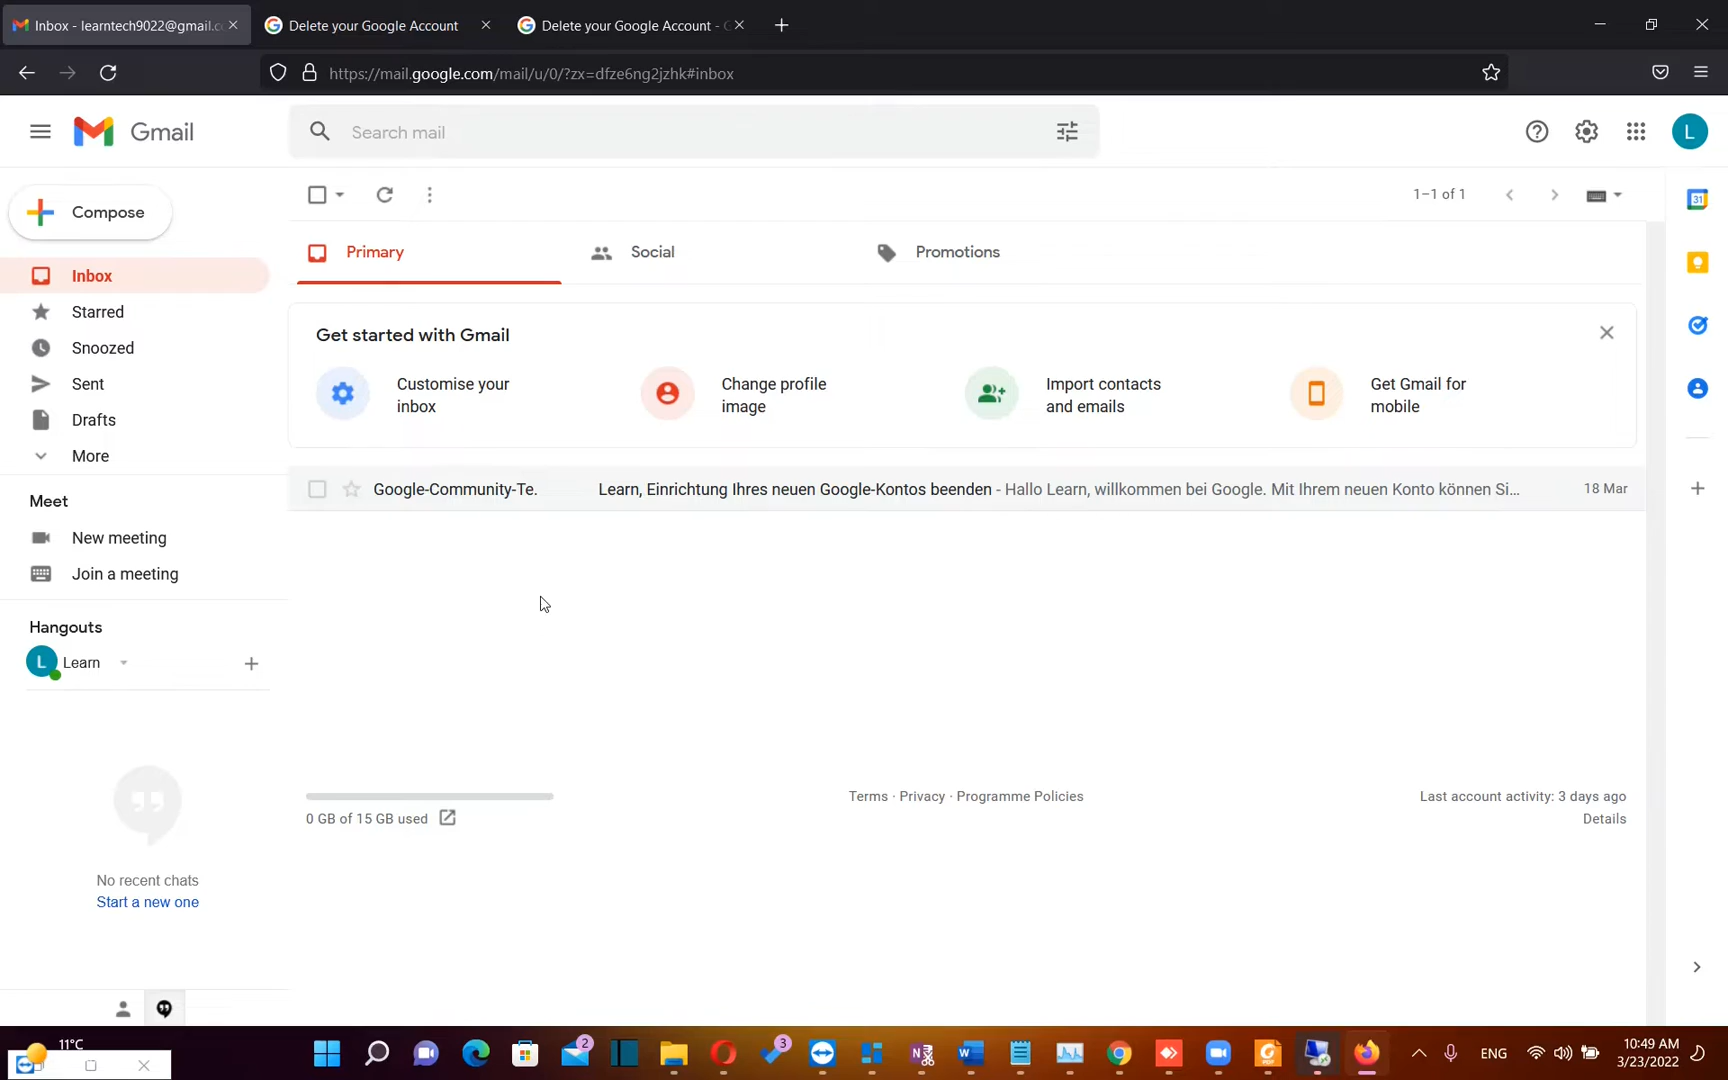 Inbox - learntech9022@gmail.c
Delete your Google Account
Delete your Google Account - G
https://mail.google.com/mail/u/0/?zx=dfze6ng2jzhk#inbox
Gmail
Search mail
L
Compose
1–1 of 1
31
Inbox
Starred
Snoozed
Sent
Drafts
More
Primary
Social
Promotions
Get started with Gmail
Customise your
inbox
Change profile
image
Import contacts
and emails
Get Gmail for
mobile
Google-Community-Te. Learn, Einrichtung Ihres neuen Google-Kontos beenden - Hallo Learn, willkommen bei Google. Mit Ihrem neuen Konto können Si... 18 Mar
Meet
New meeting
Join a meeting
Hangouts
L Learn
No recent chats
Start a new one
0 GB of 15 GB used
Terms · Privacy · Programme Policies
Last account activity: 3 days ago
Details
11°C
2
3
ENG
10:49 AM
3/23/2022